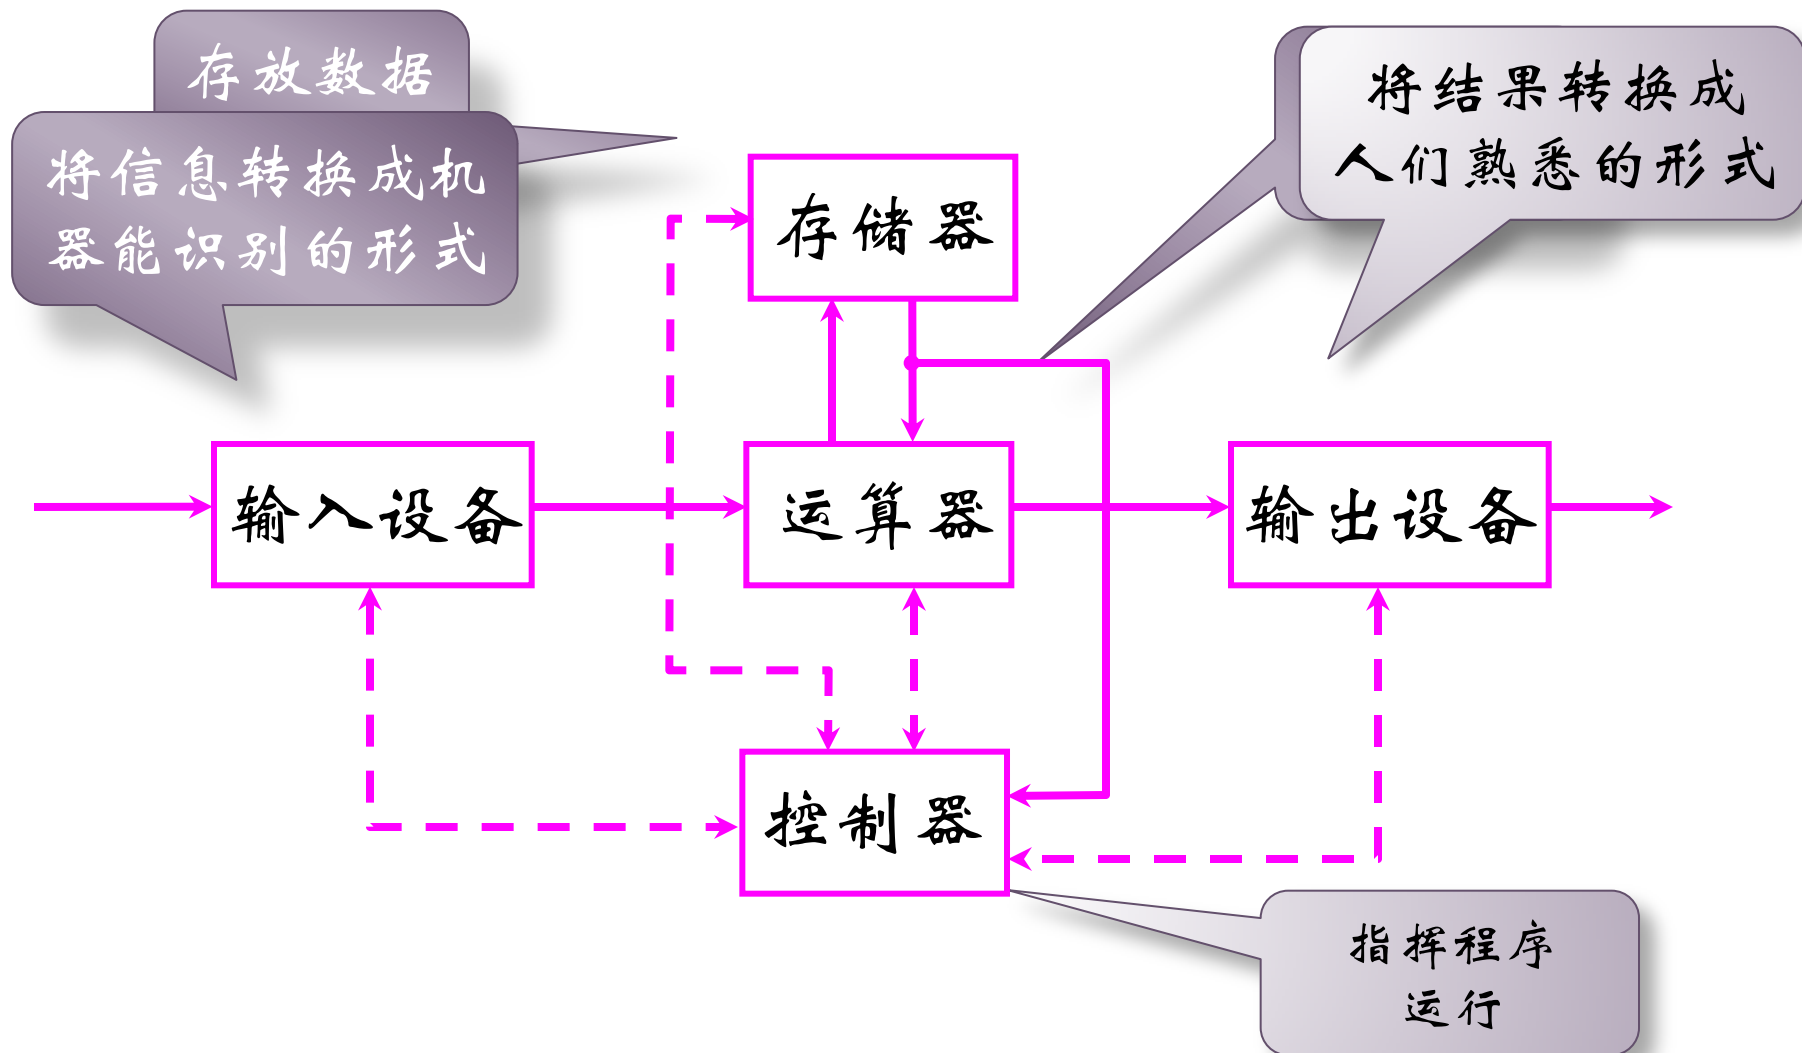 存放数据
将信息转换成机
器能识别的形式
将结果转换成
人们熟悉的形式
存储器
输入设备
运算器
输出设备
控制器
指挥程序
运行